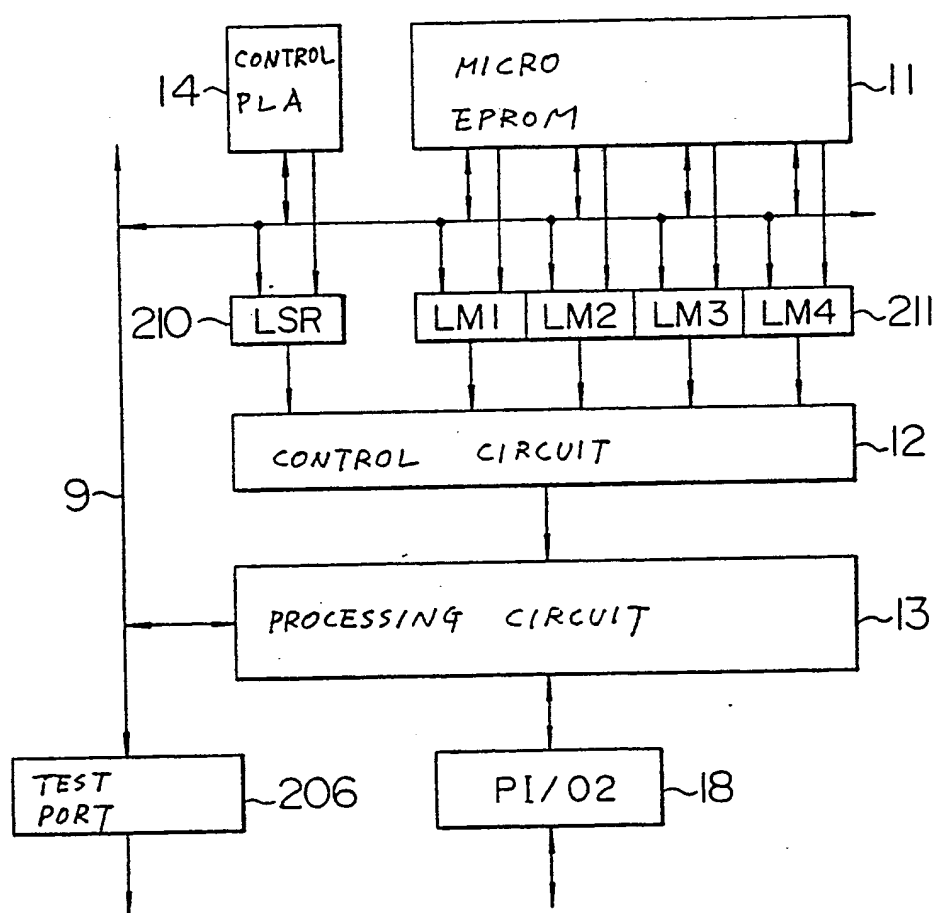 CONTROL
PLA
14
MICRO
EPROM
11
210
LSR
LM1
LM2
LM3
LM4
211
CONTROL CIRCUIT
12
9
PROCESSING CIRCUIT
13
TEST
PORT
206
PI/O2
18